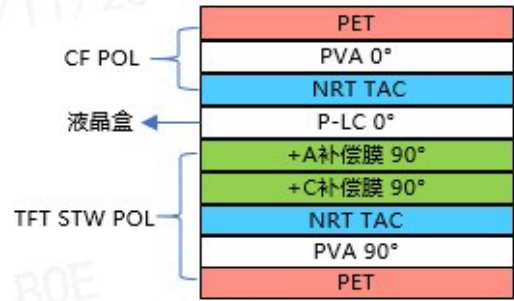 PET
CF POL
PVA 0°
NRT TAC
液晶盒
P-LC 0°
+A补偿膜 90°
+C补偿膜 90°
TFT STW POL
NRT TAC
PVA 90°
PET
BOE